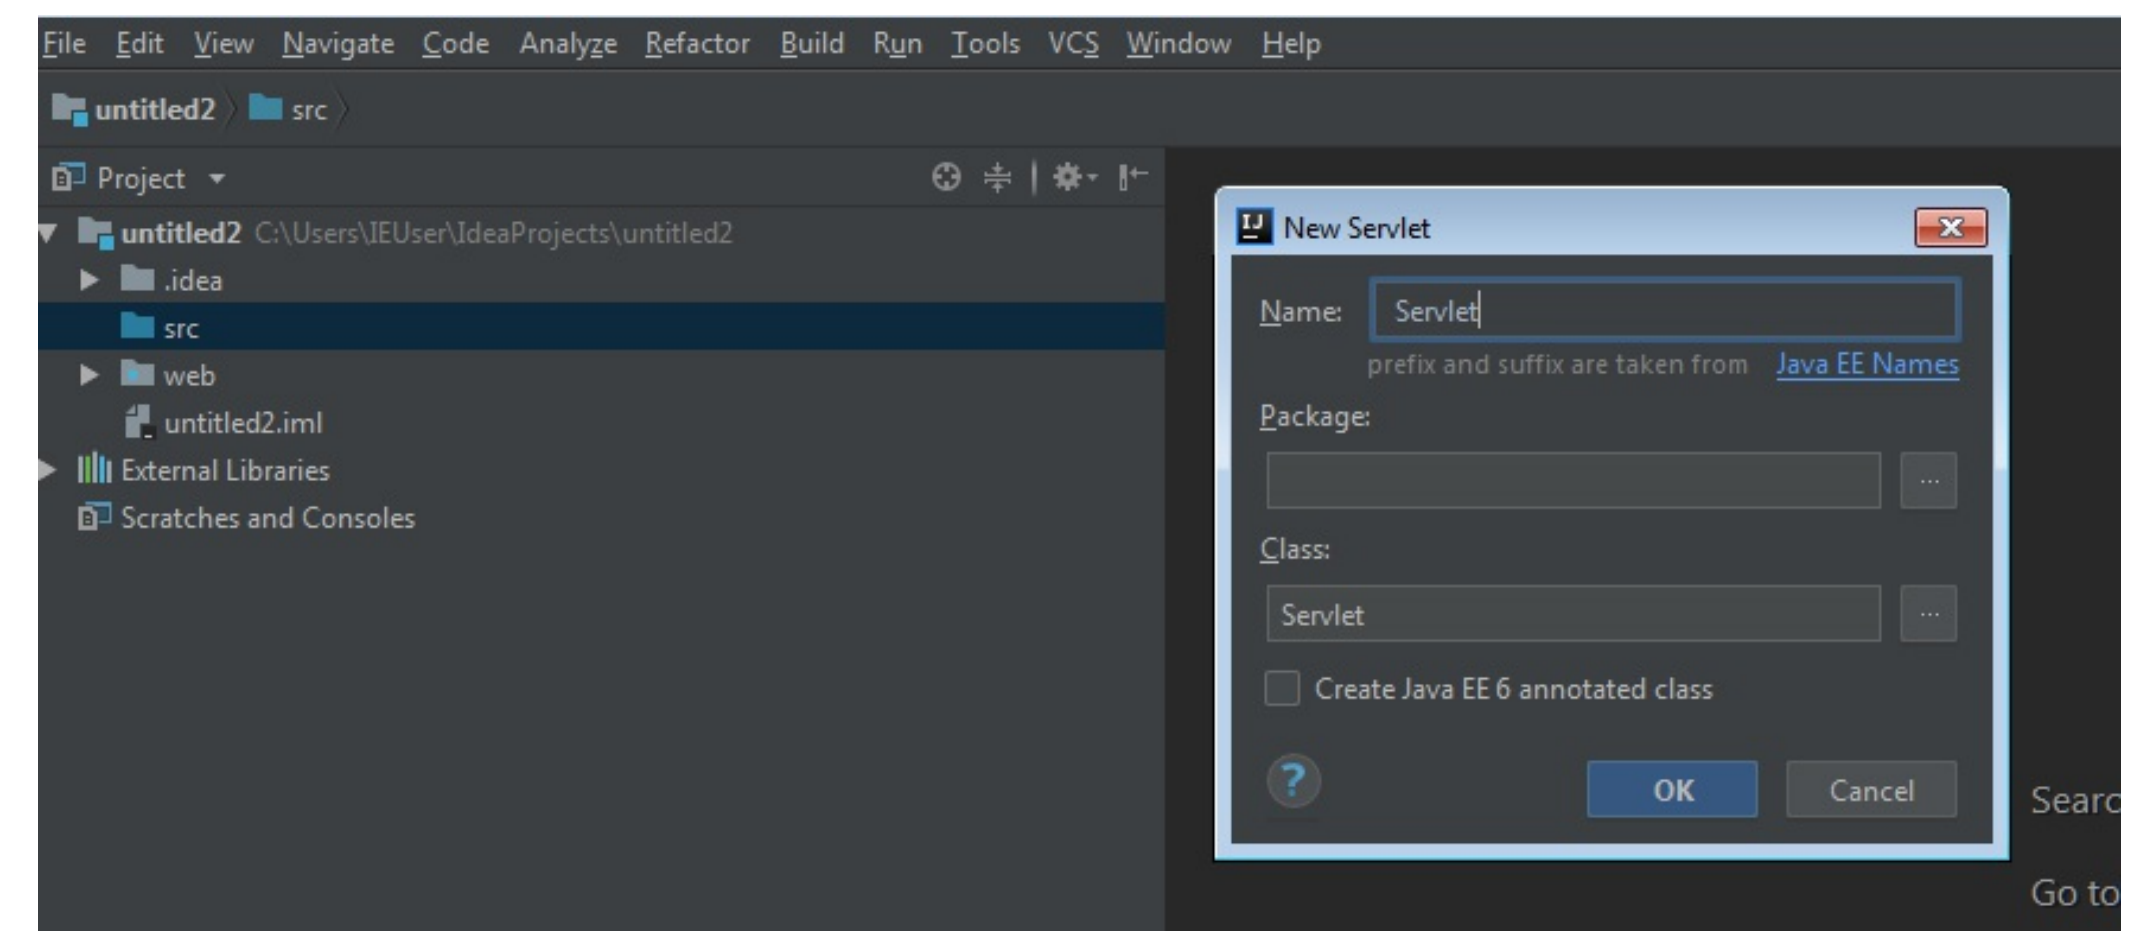 File Edit View Navigate Code Analyze Refactor Build Run Tools VCS Window Help
untitled2 src
Project
untitled2 C:\Users\IEUser\IdeaProjects\untitled2
.idea
src
web
untitled2.iml
External Libraries
Scratches and Consoles
IJ New Servlet
Name: Servlet
prefix and suffix are taken from Java EE Names
Package:
...
Class:
Servlet ...
Create Java EE 6 annotated class
? OK Cancel
Searc
Go to